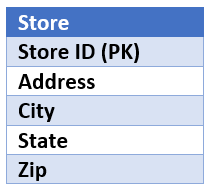 Store
Store ID (PK)
Address
City
State
Zip